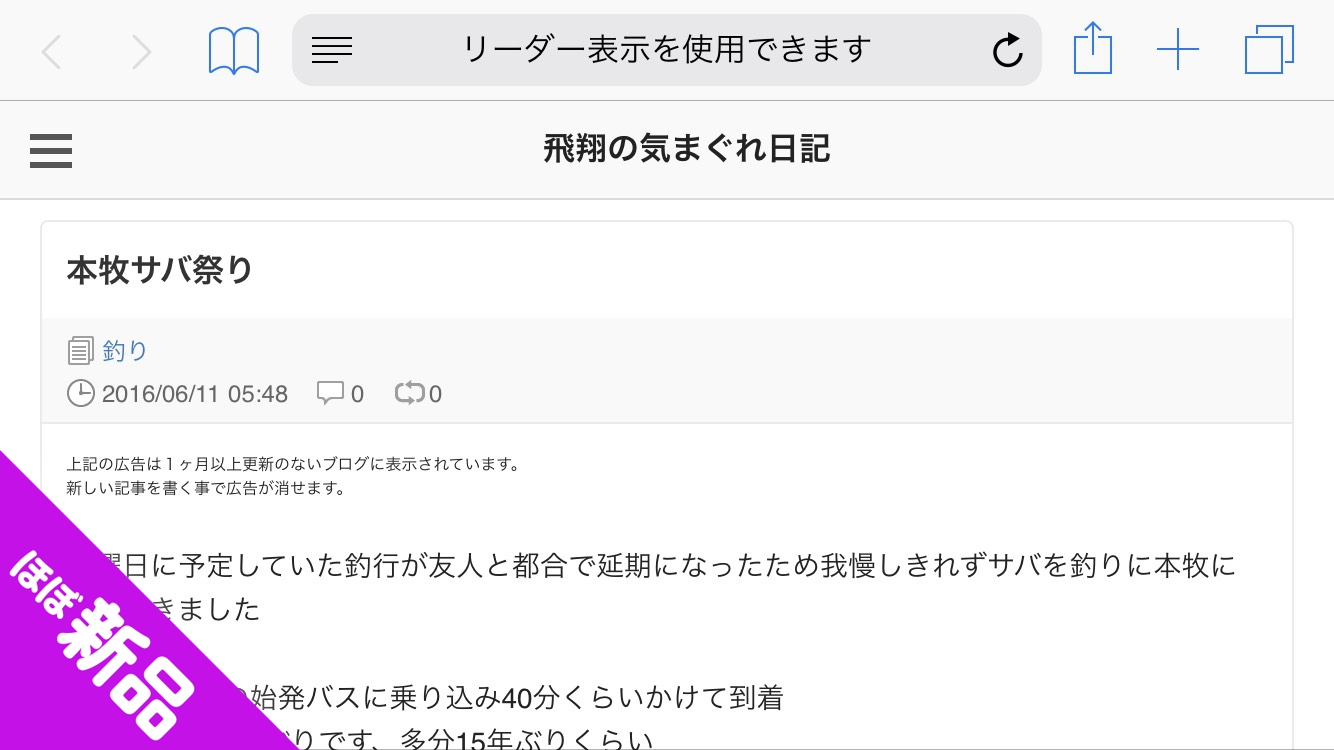 リーダー表示を使用できます
飛翔の気まぐれ日記
本牧サバ祭り
釣り
2016/06/11 05:48 0 0
上記の広告は１ヶ月以上更新のないブログに表示されています。
新しい記事を書く事で広告が消せます。
曜日に予定していた釣行が友人と都合で延期になったため我慢しきれずサバを釣りに本牧に
きました
始発バスに乗り込み40分くらいかけて到着
りです、多分15年ぶりくらい
ほぼ新品